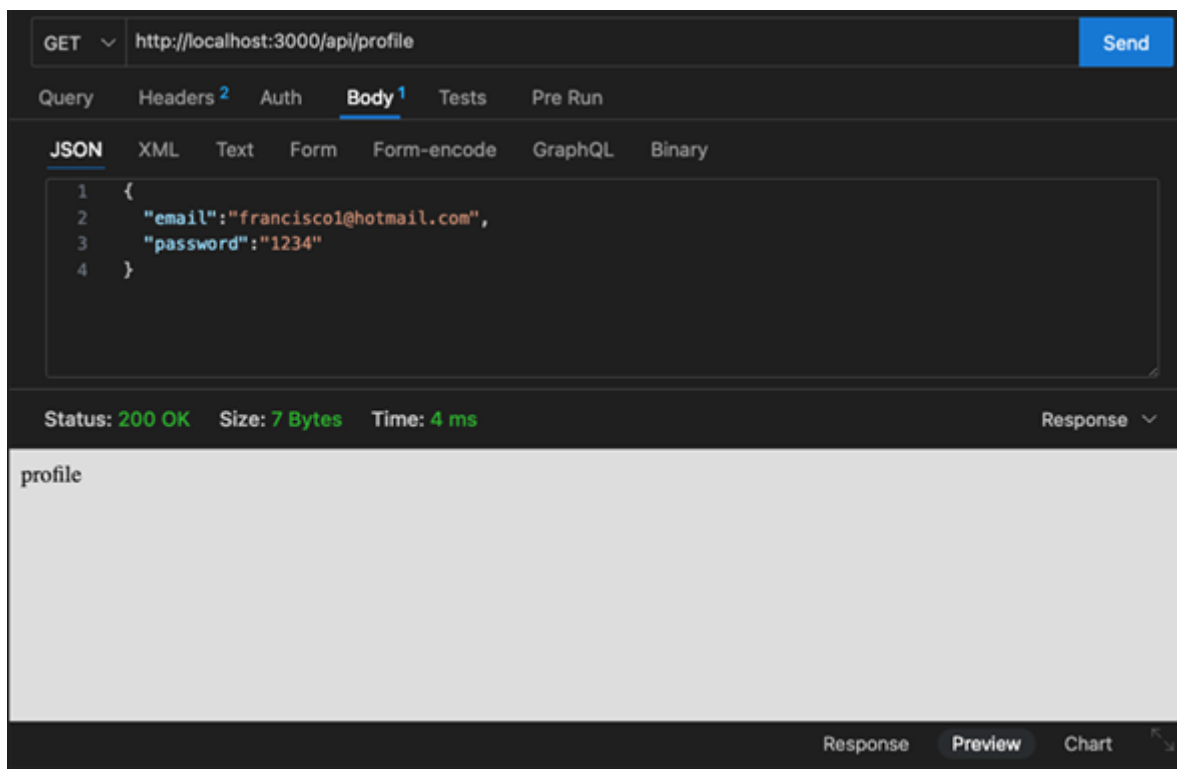 GET http://localhost:3000/api/profile Send
Query Headers 2 Auth Body 1 Tests Pre Run
JSON XML Text Form Form-encode GraphQL Binary
1 {
2 "email":"francisco1@hotmail.com",
3 "password":"1234"
4 }
Status: 200 OK Size: 7 Bytes Time: 4 ms Response
profile
Response Preview Chart